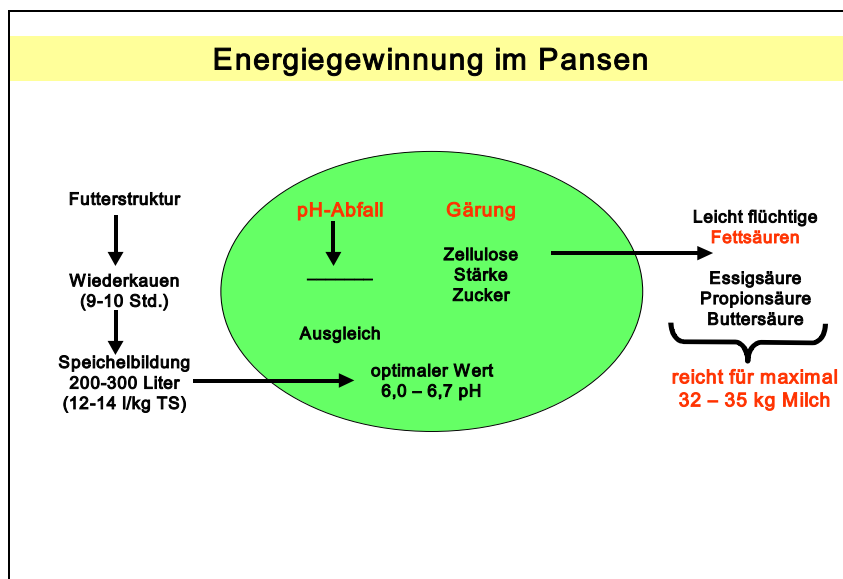 Energiegewinnung im Pansen
Futterstruktur
Wiederkauen
(9-10 Std.)
Speichelbildung
200-300 Liter
(12-14 l/kg TS)
pH-Abfall
Ausgleich
optimaler Wert
6,0 – 6,7 pH
Gärung
Zellulose
Stärke
Zucker
Leicht flüchtige
Fettsäuren
Essigsäure
Propionsäure
Buttersäure
reicht für maximal
32 – 35 kg Milch